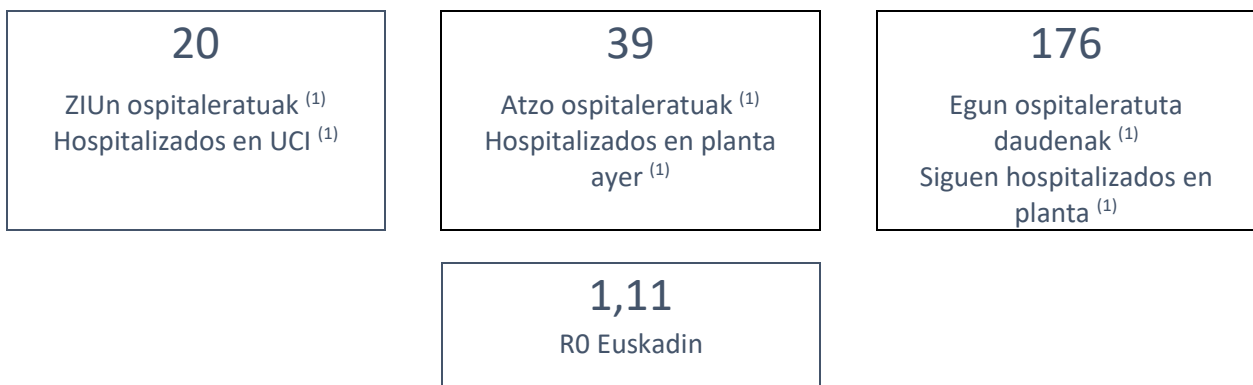 20
ZIUn ospitaleratuak (1)
Hospitalizados en UCI (1)
39
Atzo ospitaleratuak (1)
Hospitalizados en planta
ayer (1)
176
Egun ospitaleratuta
daudenak (1)
Siguen hospitalizados en
planta (1)
1,11
R0 Euskadin